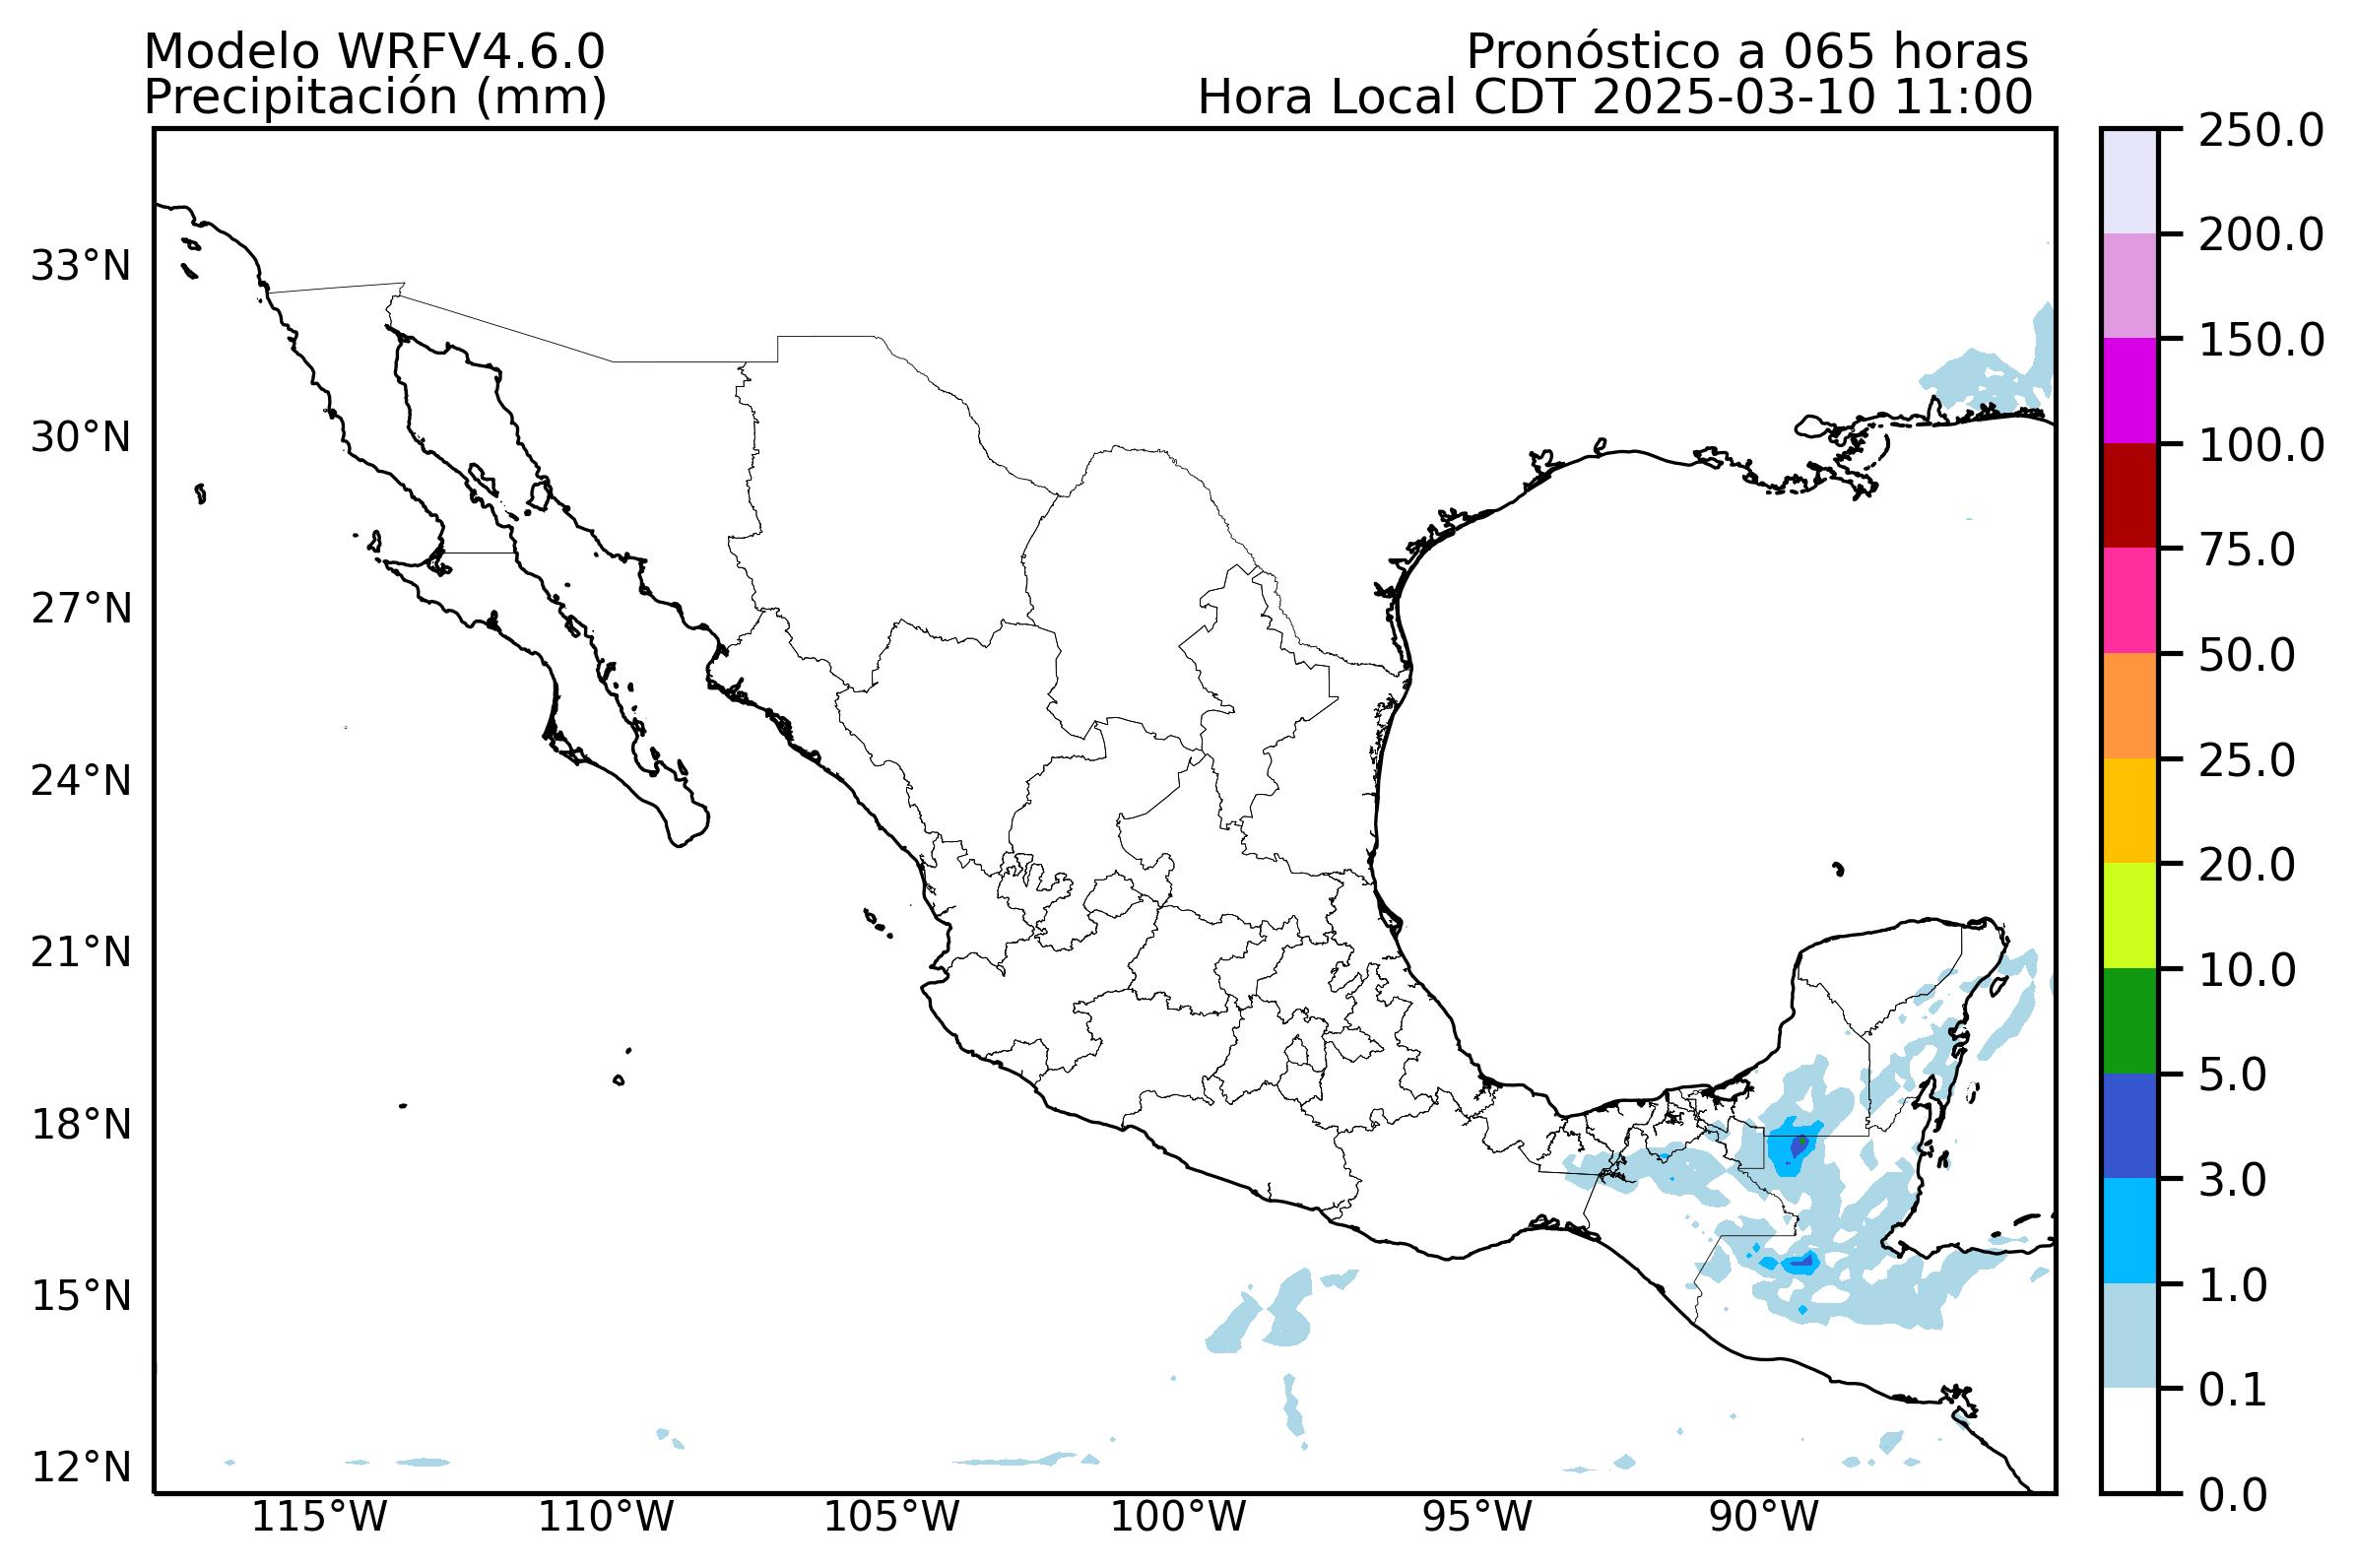 Modelo WRFV4.6.0
Precipitación (mm)
Pronóstico a 065 horas
Hora Local CDT 2025-03-10 11:00
33°N
30°N
27°N
24°N
21°N
18°N
15°N
12°N
115°W
110°W
105°W
100°W
95°W
90°W
250.0
200.0
150.0
100.0
75.0
50.0
25.0
20.0
10.0
5.0
3.0
1.0
0.1
0.0